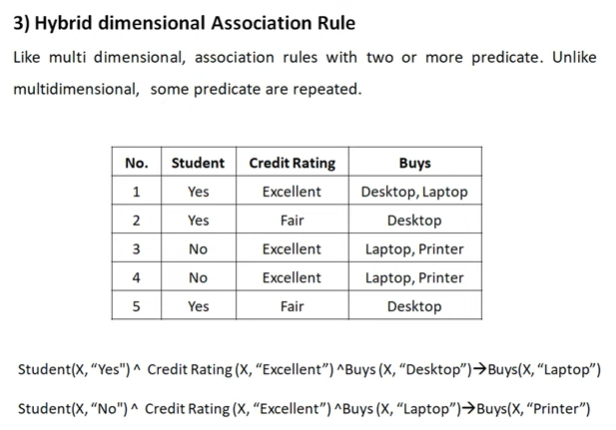 3) Hybrid dimensional Association Rule
Like multi dimensional, association rules with two or more predicate. Unlike
multidimensional, some predicate are repeated.
No. Student Credit Rating Buys
1 Yes Excellent Desktop, Laptop
2 Yes Fair Desktop
3 No Excellent Laptop, Printer
4 No Excellent Laptop, Printer
5 Yes Fair Desktop
Student(X, “Yes")^ Credit Rating (X, “Excellent”) ^Buys (X, “Desktop”)→Buys(X, “Laptop”)
Student(X, “No")^ Credit Rating (X, “Excellent”) ^Buys (X, “Laptop”)→Buys(X, “Printer”)